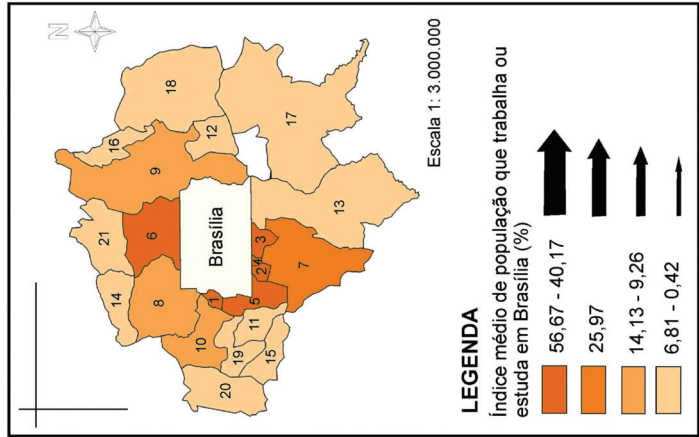 N
18
16
12
17
9
21
6
Brasília
13
14
8
3
4
2
7
1
5
10
11
19
15
20
Escala 1: 3.000.000
LEGENDA
Índice médio de população que trabalha ou
estuda em Brasília (%)
56,67 - 40,17
25,97
14,13 - 9,26
6,81 - 0,42